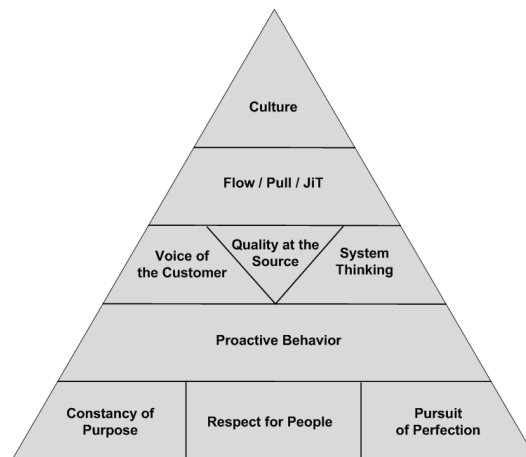 Culture
Flow / Pull / JiT
Voice of
the Customer
Quality at the
Source
System
Thinking
Proactive Behavior
Constancy of
Purpose
Respect for People
Pursuit
of Perfection